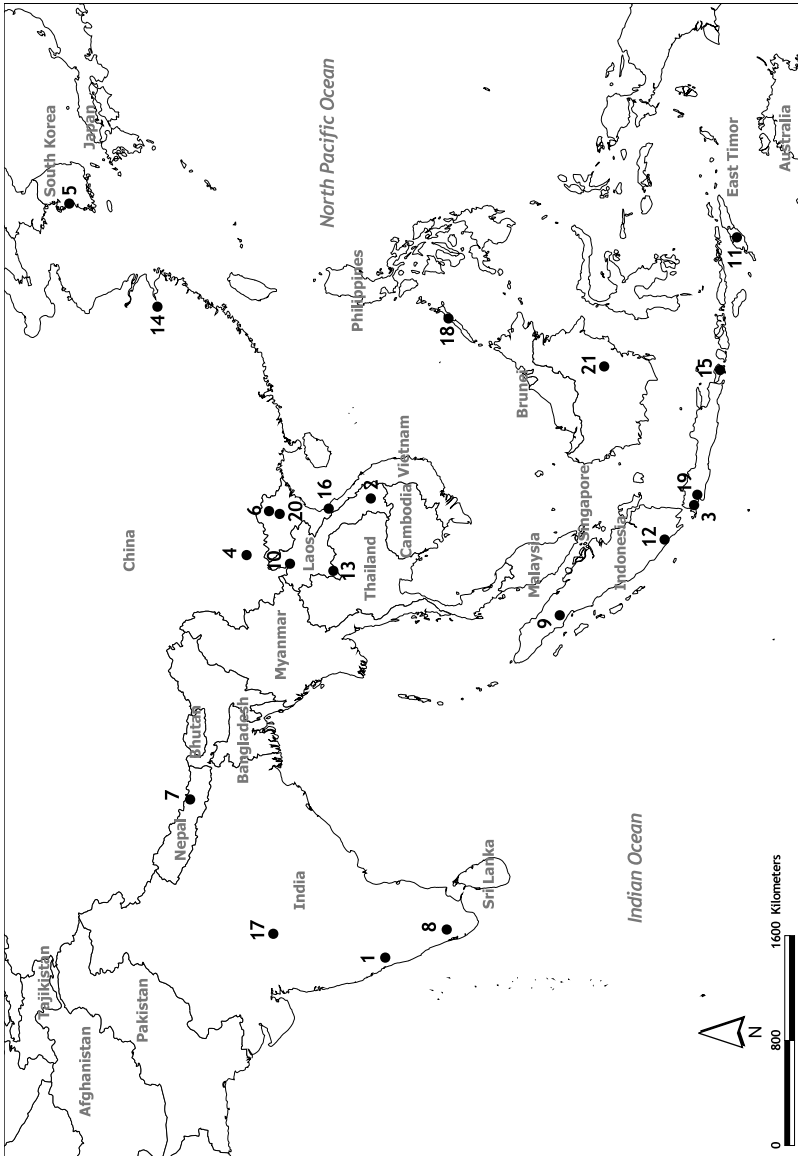 Tajikistan
South Korea
5
Afghanistan
Japan
China
Pakistan
14
7
Nepal
Bhutan
4
Bangladesh
6
17
10
Myanmar
20
India
Laos
16
North Pacific Ocean
13
Philippines
1
Thailand
2
Vietnam
Cambodia
8
18
Sri Lanka
Brunei
Malaysia
9
Singapore
21
Indonesia
Indian Ocean
12
19
15
3
East Timor
11
N
0 800 1600 Kilometers
Australia